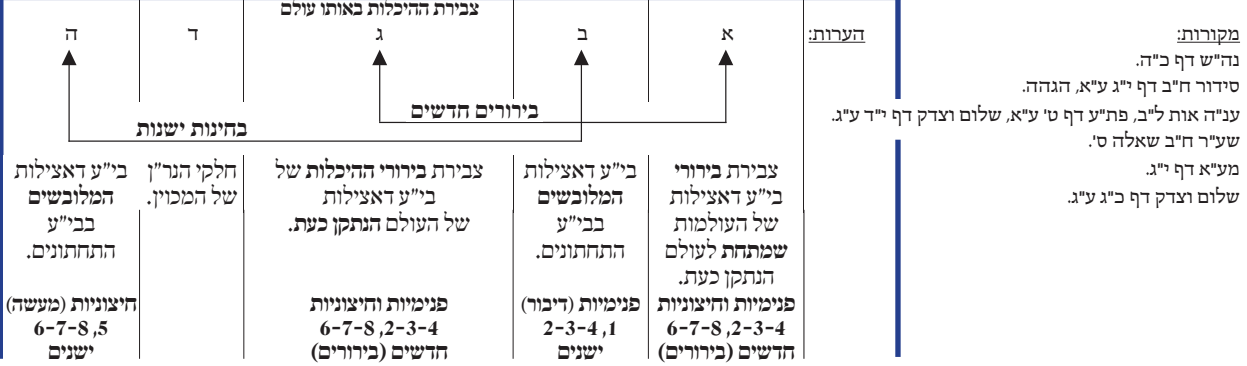 מקורות:
נה"ש דף כ"ה.
סידור ח"ב דף י"ג ע"א, הגהה.
ענ"ה אות ל"ב, פת"ע דף ט' ע"א, שלום וצדק דף י"ד ע"ג.
שע"ר ח"ב שאלה ס'.
מע"א דף י"ג.
שלום וצדק דף כ"ג ע"ג.
הערות:
צבירת ההיכלות באותו עולם
א ב ג ד ה
בירורים חדשים
בחינות ישנות
צבירת בירורי
בי"ע דאצילות
של העולמות
שמתחת לעולם
הנתקן כעת.
פנימיות וחיצוניות
2-3-4, 6-7-8
חדשים (בירורים)
בי"ע דאצילות
המלובשים
בבי"ע
התחתונים.
פנימיות (דיבור)
1, 2-3-4
ישנים
צבירת בירורי ההיכלות של
בי"ע דאצילות
של העולם הנתקן כעת.
פנימיות וחיצוניות
2-3-4, 6-7-8
חדשים (בירורים)
חלקי הנר"ן
של המכוין.
בי"ע דאצילות
המלובשים
בבי"ע
התחתונים.
חיצוניות (מעשה)
5, 6-7-8
ישנים